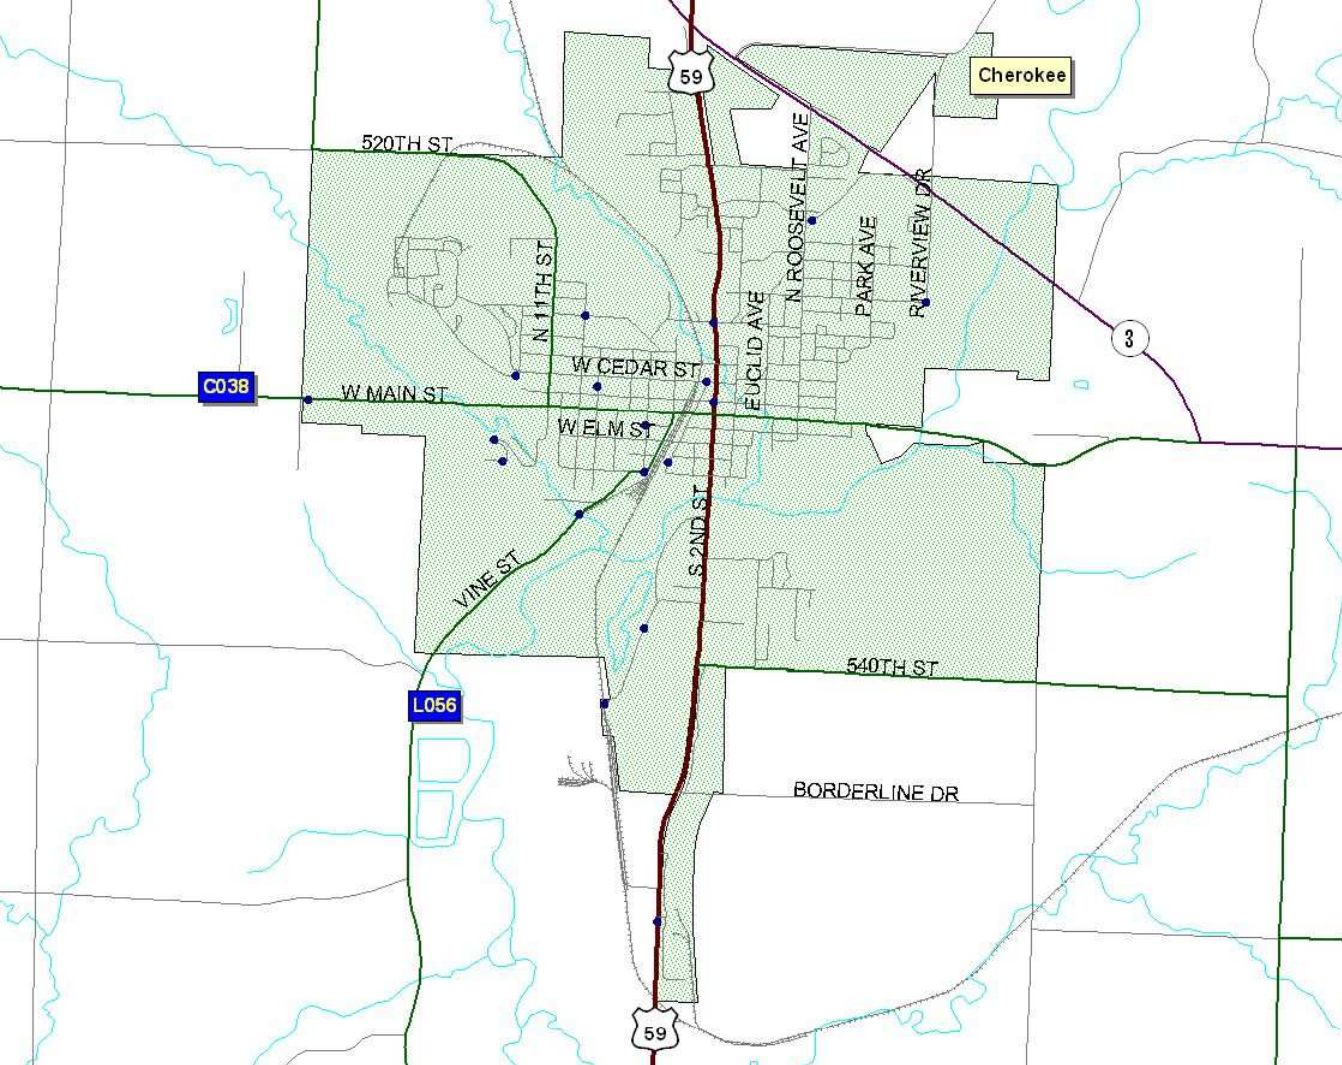 59
Cherokee
520TH ST
N ROOSEVELT AVE
PARK AVE
RIVERVIEW DR
N 11TH ST
EUCLID AVE
3
W CEDAR ST
C038
W MAIN ST
W ELM ST
S 2ND ST
VINE ST
540TH ST
L056
BORDERLINE DR
59